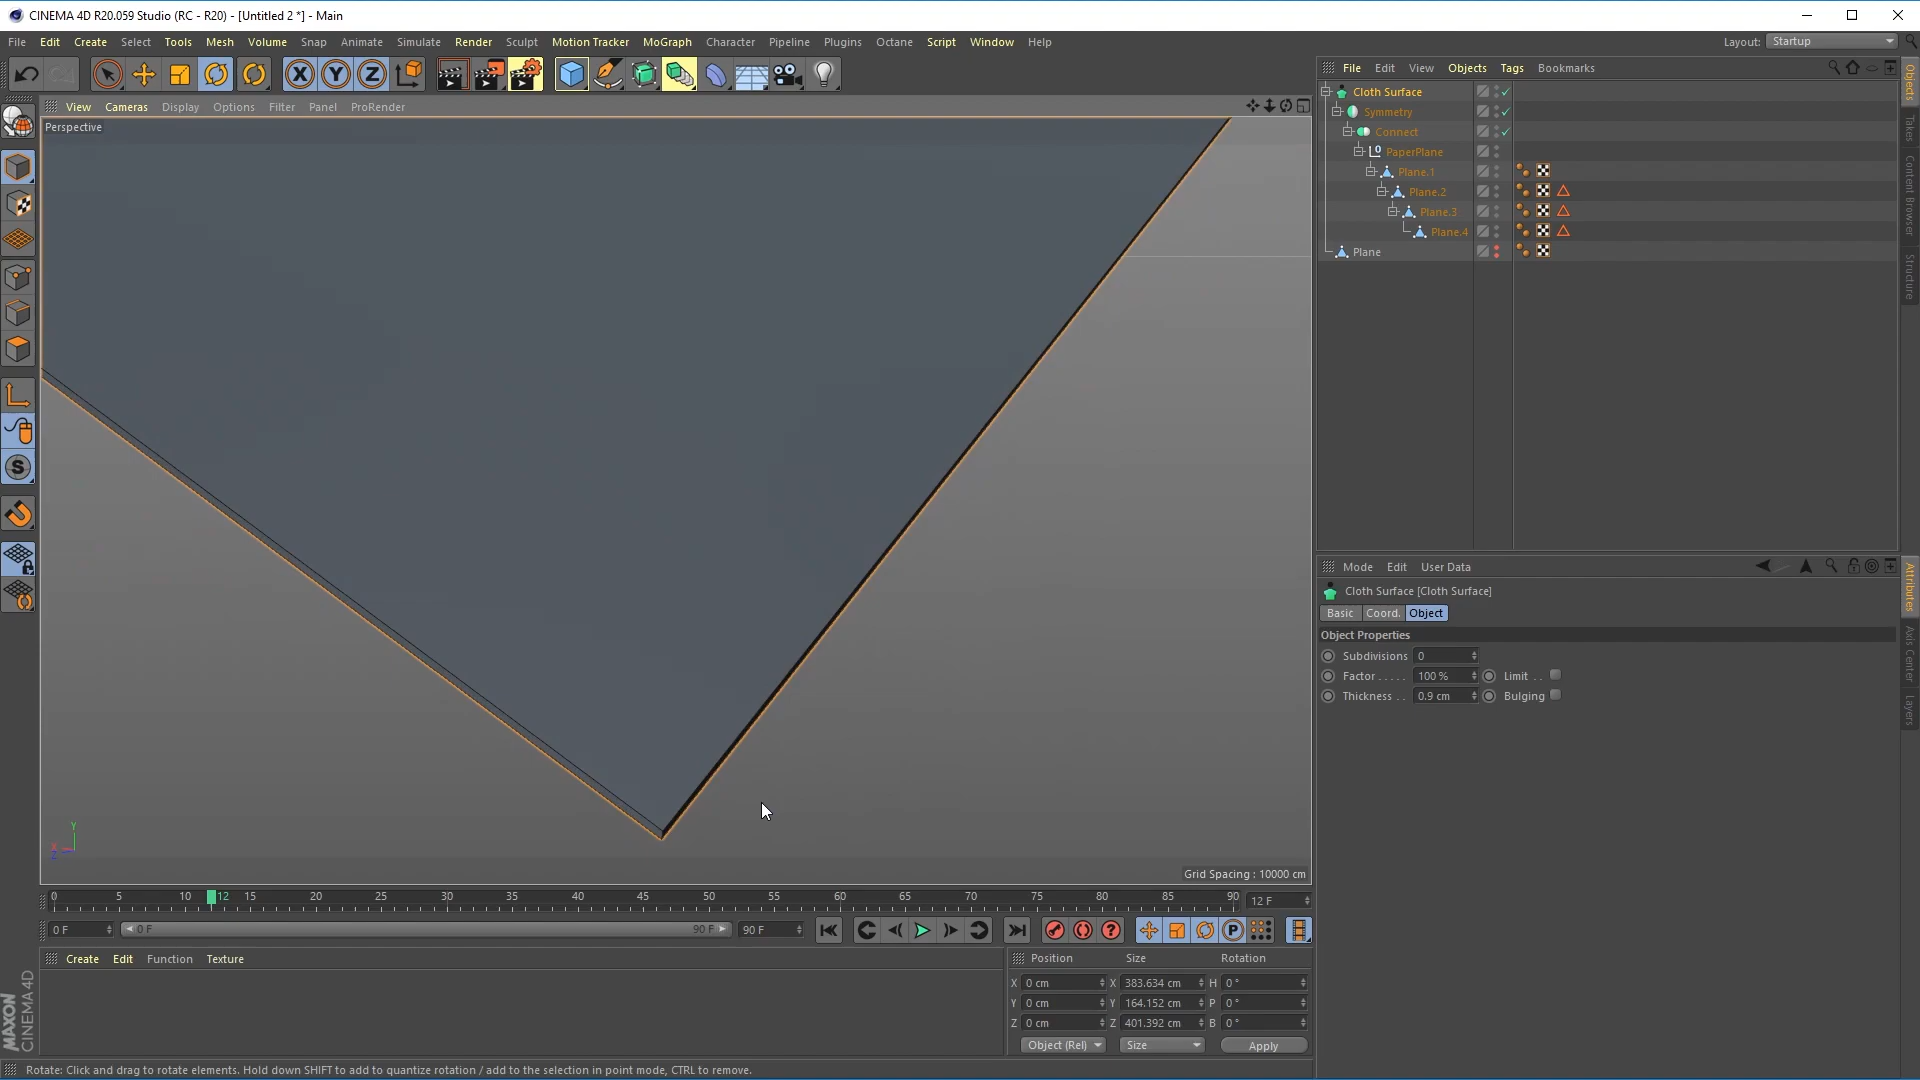 CINEMA 4D R20.059 Studio (RC - R20) - [Untitled 2 *] - Main
File Edit Create Select Tools Mesh Volume Snap Animate Simulate Render Sculpt Motion Tracker MoGraph Character Pipeline Plugins Octane Script Window Help Layout: Startup
X Y Z
File Edit View Objects Tags Bookmarks
View Cameras Display Options Filter Panel ProRender
Perspective
Cloth Surface
Symmetry
Connect
PaperPlane
Plane.1
Plane.2
Plane.3
Plane.4
Plane
Objects
Takes
Content Browser
Structure
Mode Edit User Data
Cloth Surface [Cloth Surface]
Basic Coord. Object
Object Properties
Subdivisions 0
Factor . . . . . 100 % Limit . .
Thickness . . 0.9 cm Bulging
Attributes
Axis Center
Layers
S
Y
X
Z
Grid Spacing : 10000 cm
0 5 10 12 15 20 25 30 35 40 45 50 55 60 65 70 75 80 85 90 12 F
0 F 0 F 90 F 90 F P
Create Edit Function Texture
Position Size Rotation
X 0 cm X 383.634 cm H 0 °
Y 0 cm Y 164.152 cm P 0 °
Z 0 cm Z 401.392 cm B 0 °
Object (Rel) Size Apply
MAXON
CINEMA 4D
Rotate: Click and drag to rotate elements. Hold down SHIFT to add to quantize rotation / add to the selection in point mode, CTRL to remove.